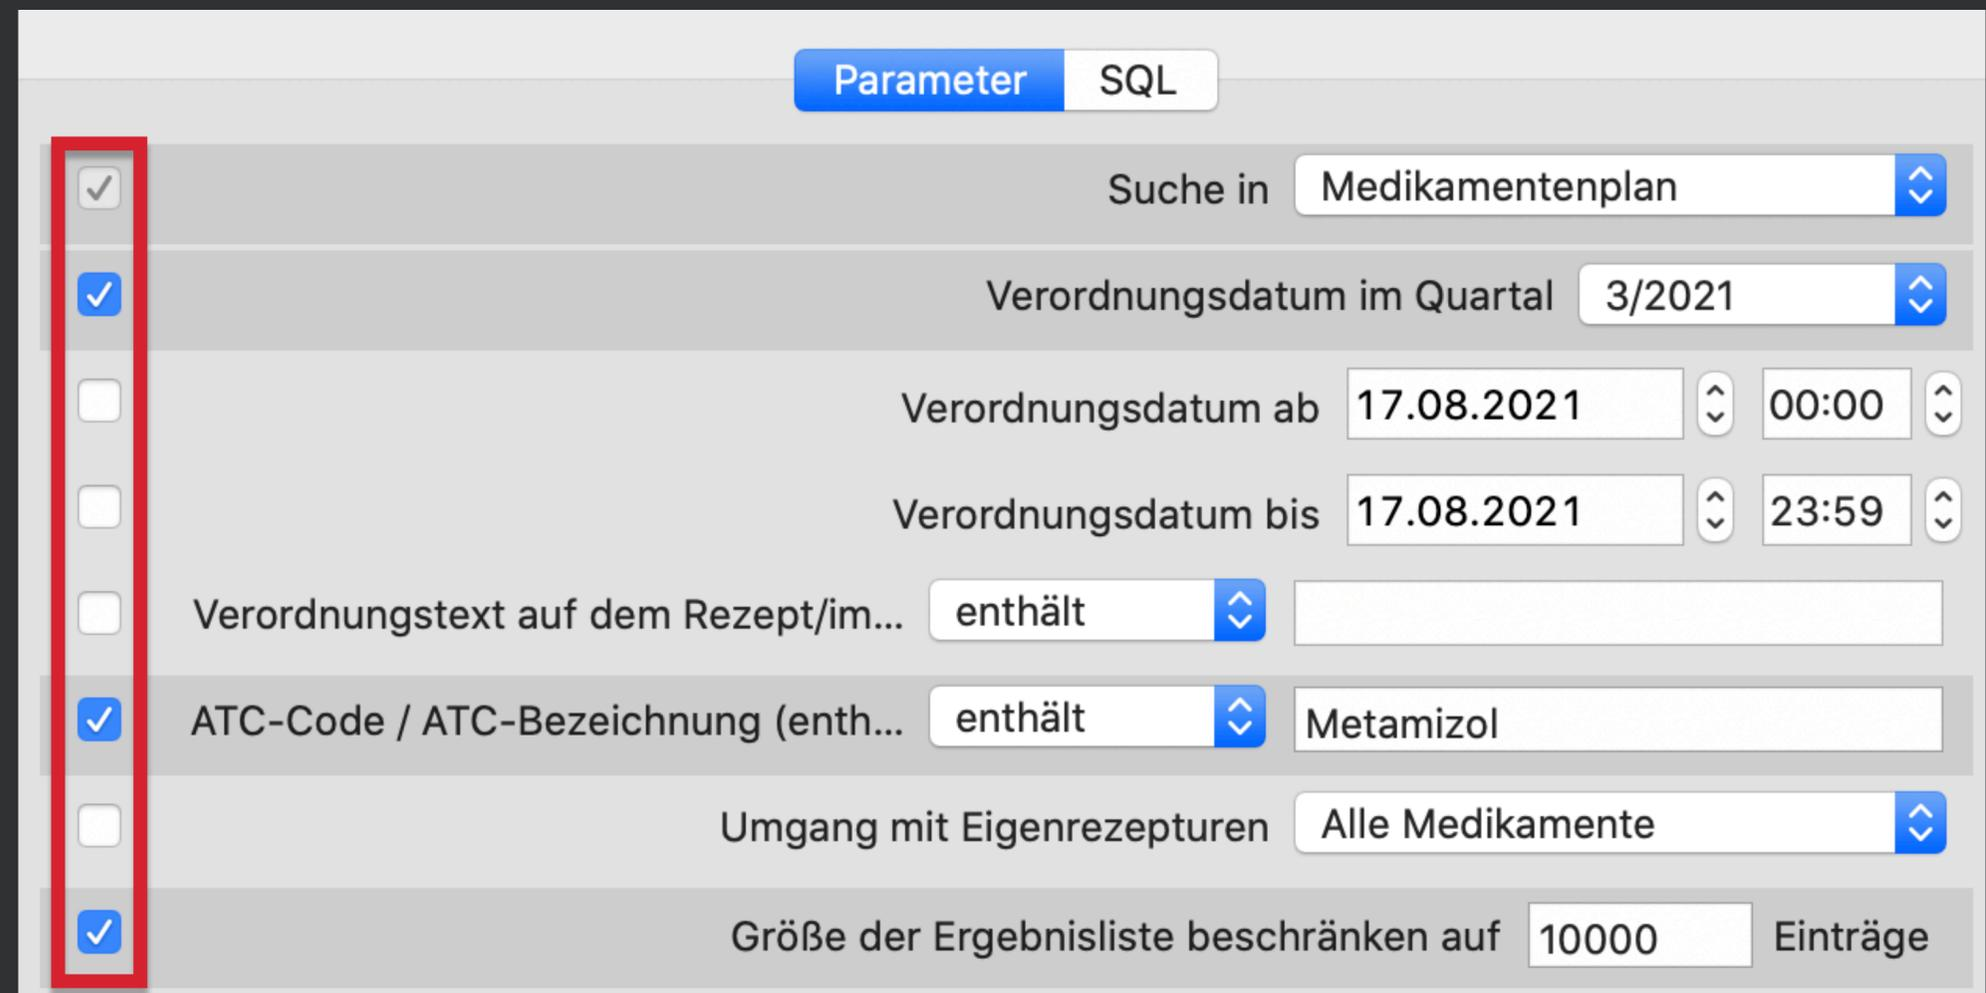 Parameter SQL
Suche in Medikamentenplan
Verordnungsdatum im Quartal 3/2021
Verordnungsdatum ab 17.08.2021 00:00
Verordnungsdatum bis 17.08.2021 23:59
Verordnungstext auf dem Rezept/im... enthält
ATC-Code / ATC-Bezeichnung (enth... enthält Metamizol
Umgang mit Eigenrezepturen Alle Medikamente
Größe der Ergebnisliste beschränken auf 10000 Einträge